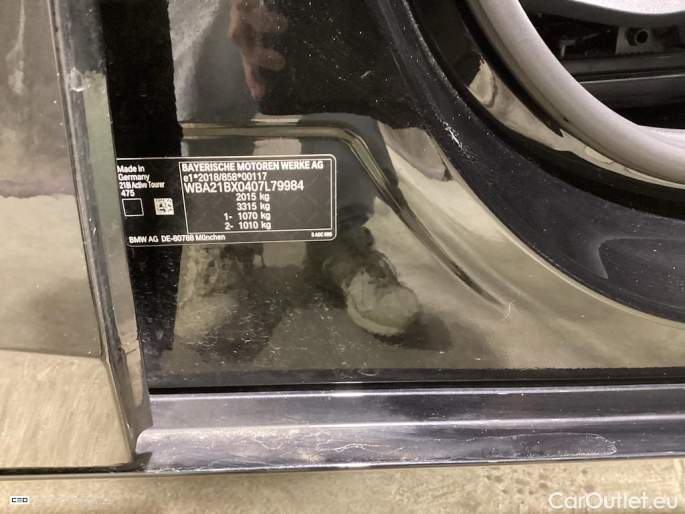 Made in
Germany
218i Active Tourer
475
BMW AG DE-80788 München
BAYERISCHE MOTOREN WERKE AG
e1*2018/858*00117
WBA21BX0407L79984
2015 kg
3315 kg
1- 1070 kg
2- 1010 kg
CarOutlet.eu